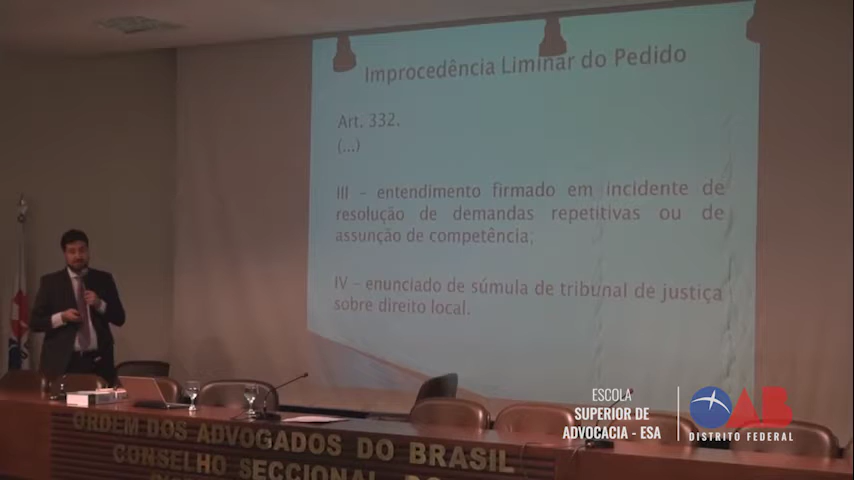 Improcedência Liminar do Pedido
Art. 332.
(...)
III - entendimento firmado em incidente de
resolução de demandas repetitivas ou de
assunção de competência;
IV - enunciado de súmula de tribunal de justiça
sobre direito local.
ESCOLA
SUPERIOR DE
ADVOCACIA - ESA
OAB
DISTRITO FEDERAL
ORDEM DOS ADVOGADOS DO BRASIL
CONSELHO SECCIONAL DO